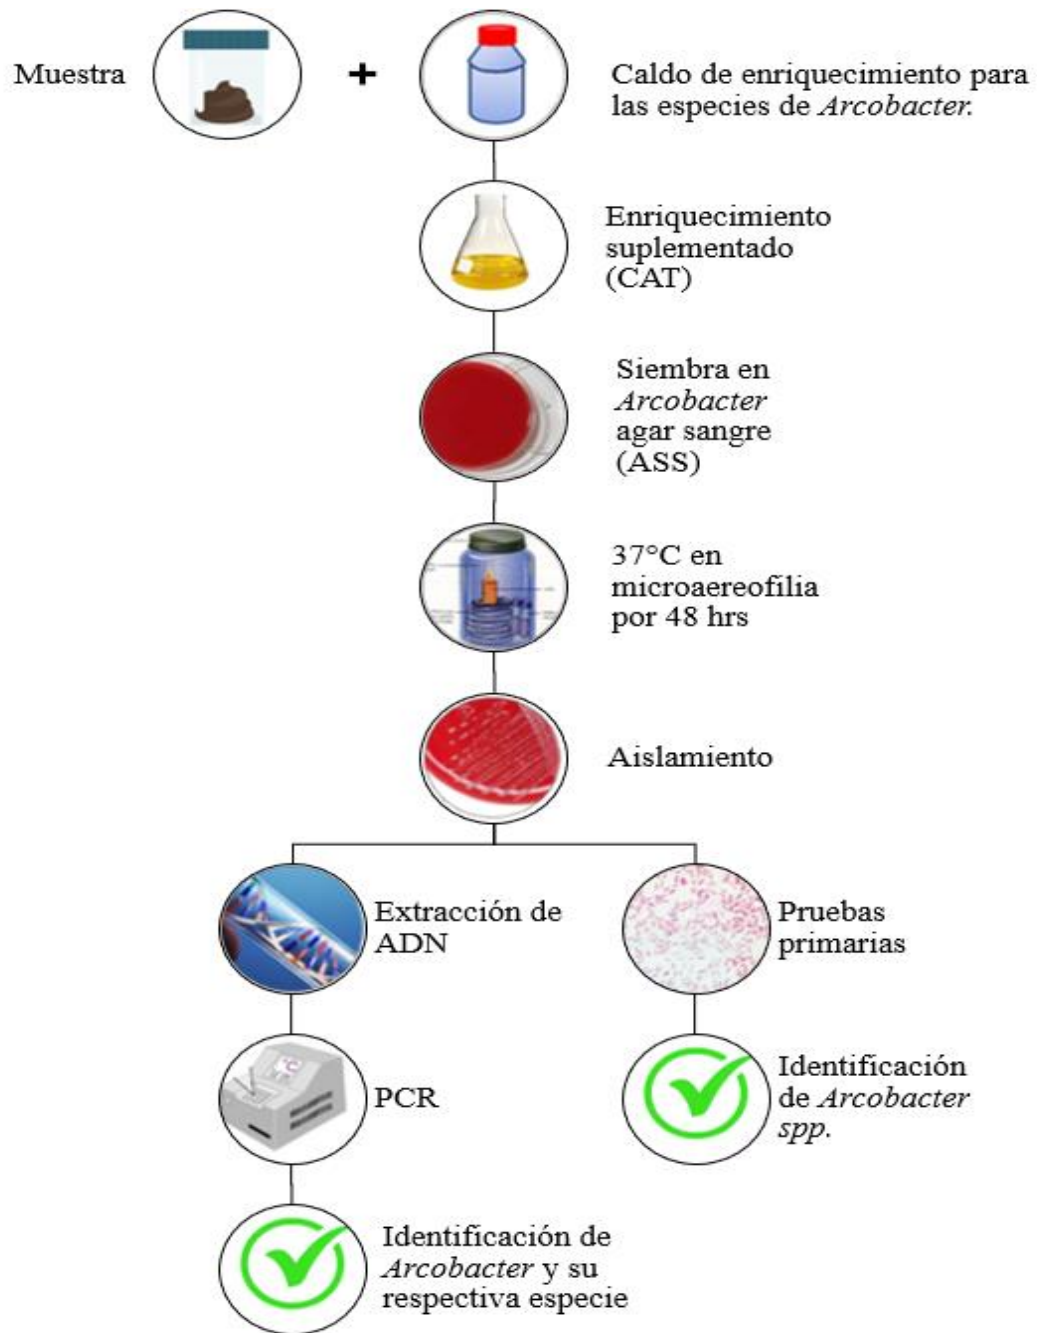 Muestra
+
Caldo de enriquecimiento para
las especies de Arcobacter.
Enriquecimiento
suplementado
(CAT)
Siembra en
Arcobacter
agar sangre
(ASS)
37°C en
microaereofilia
por 48 hrs
Aislamiento
Extracción de
ADN
Pruebas
primarias
PCR
Identificación
de Arcobacter
spp.
Identificación de
Arcobacter y su
respectiva especie